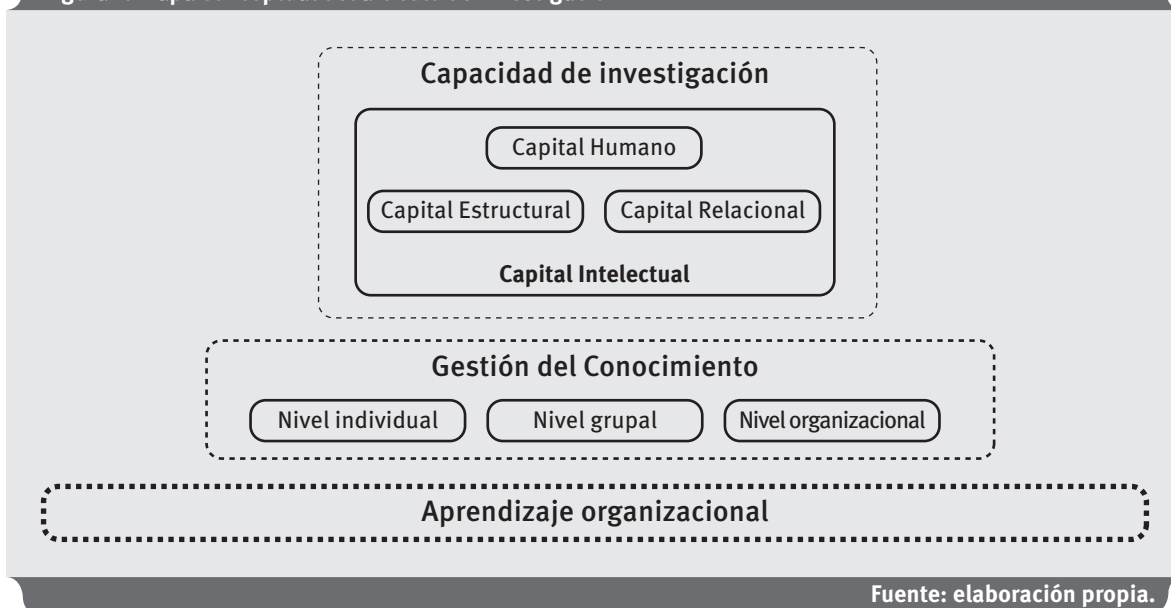 Capacidad de investigación
Capital Humano
Capital Estructural Capital Relacional
Capital Intelectual
Gestión del Conocimiento
Nivel individual Nivel grupal Nivel organizacional
Aprendizaje organizacional
Fuente: elaboración propia.